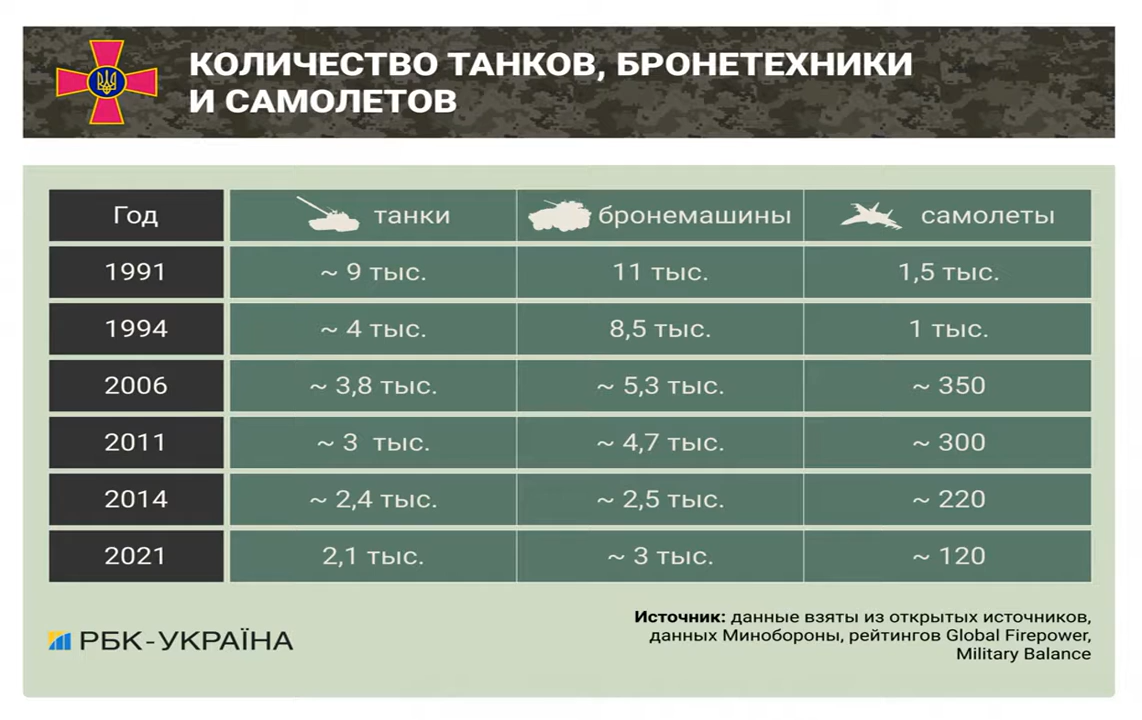 КОЛИЧЕСТВО ТАНКОВ, БРОНЕТЕХНИКИ
И САМОЛЕТОВ
Год танки бронемашины самолеты
1991 ~ 9 тыс. 11 тыс. 1,5 тыс.
1994 ~ 4 тыс. 8,5 тыс. 1 тыс.
2006 ~ 3,8 тыс. ~ 5,3 тыс. ~ 350
2011 ~ 3 тыс. ~ 4,7 тыс. ~ 300
2014 ~ 2,4 тыс. ~ 2,5 тыс. ~ 220
2021 2,1 тыс. ~ 3 тыс. ~ 120
Источник: данные взяты из открытых источников,
данных Минобороны, рейтингов Global Firepower,
Military Balance
РБК-УКРАЇНА